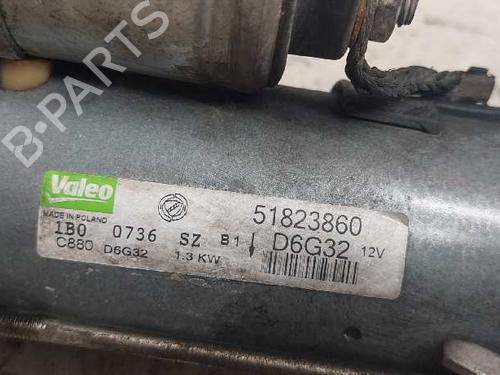 B-PARTS
Valeo
MADE IN POLAND
51823860
1B0 0736 SZ B1
D6G32 12V
C880 D6G32 1.3 KW